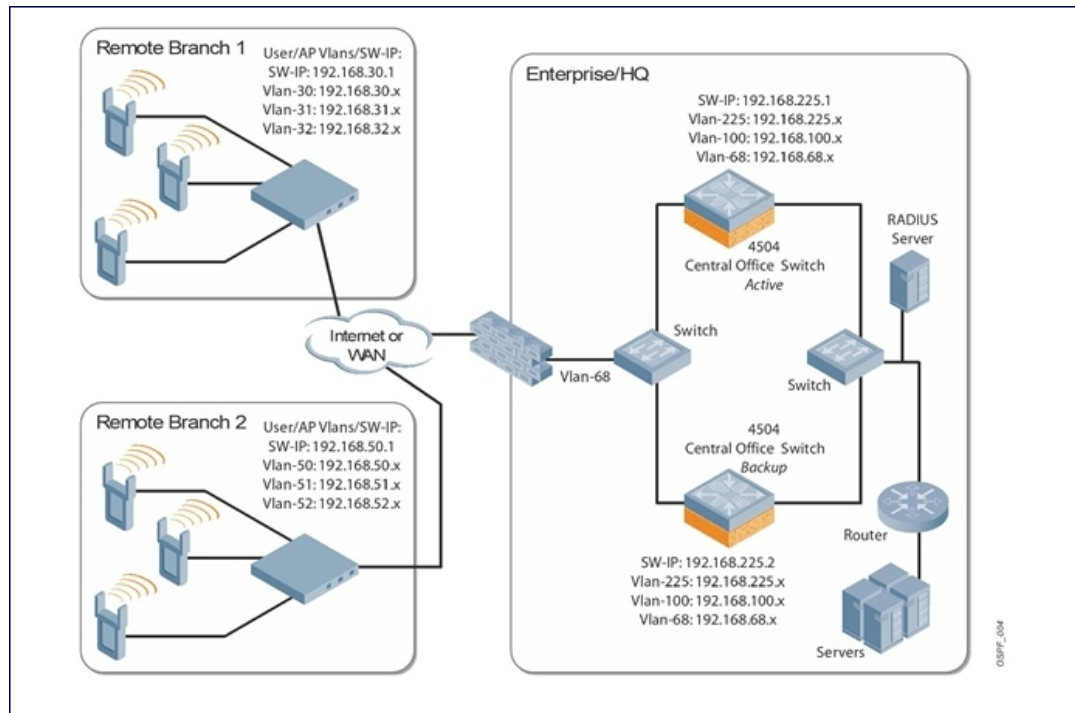 Remote Branch 1
User/AP Vlans/SW-IP:
SW-IP: 192.168.30.1
Vlan-30: 192.168.30.x
Vlan-31: 192.168.31.x
Vlan-32: 192.168.32.x
Internet or
WAN
Remote Branch 2
User/AP Vlans/SW-IP:
SW-IP: 192.168.50.1
Vlan-50: 192.168.50.x
Vlan-51: 192.168.51.x
Vlan-52: 192.168.52.x
Enterprise/HQ
SW-IP: 192.168.225.1
Vlan-225: 192.168.225.x
Vlan-100: 192.168.100.x
Vlan-68: 192.168.68.x
4504
Central Office Switch
Active
RADIUS
Server
Switch
Vlan-68
Switch
4504
Central Office Switch
Backup
SW-IP: 192.168.225.2
Vlan-225: 192.168.225.x
Vlan-100: 192.168.100.x
Vlan-68: 192.168.68.x
Router
Servers
OSPF_004